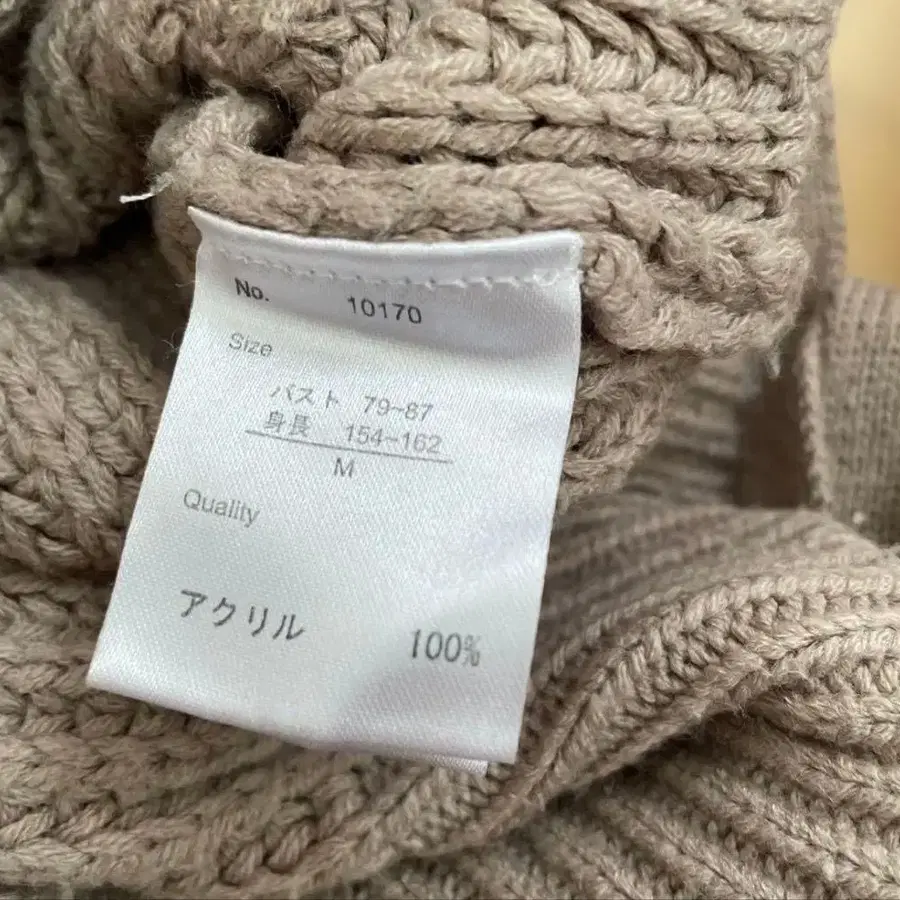 No. 10170
Size
バスト 79-87
身長 154-162
M
Quality
アクリル 100%